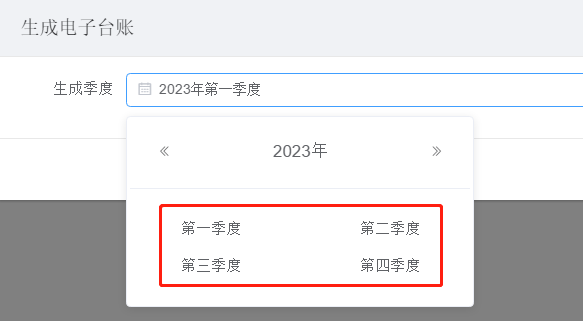 生成电子台账
生成季度 2023年第一季度
2023年
第一季度 第二季度
第三季度 第四季度